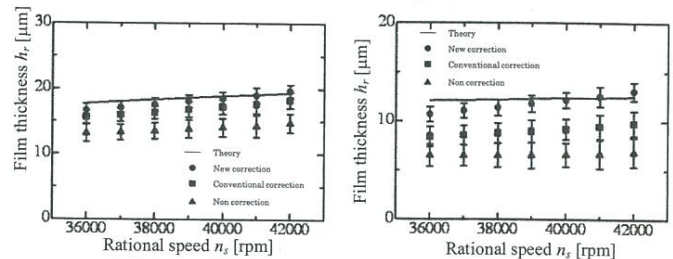 Film thickness hr [μm]
30
20
10
0
Theory
New correction
Conventional correction
Non correction
36000
38000
40000
42000
Rational speed ns [rpm]
Film thickness hr [μm]
20
10
0
Theory
New correction
Conventional correction
Non correction
36000
38000
40000
42000
Rational speed ns [rpm]